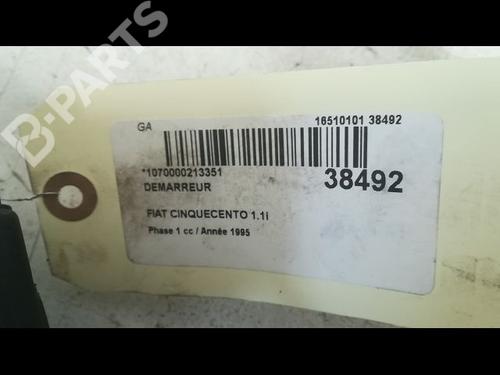 B-PARTS
GA 16510101 38492
*1070000213351 38492
DEMARREUR
FIAT CINQUECENTO 1.1i
Phase 1 cc / Année 1995